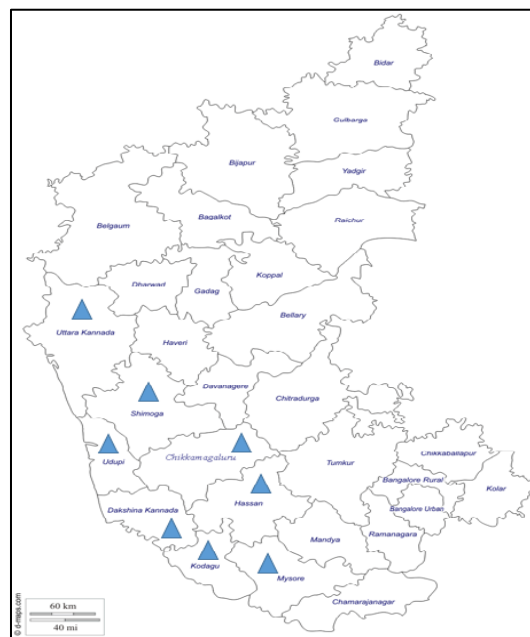 Bidar
Gulbarga
Bijapur
Yadgir
Bagalkot
Raichur
Belgaum
Koppal
Dharwad
Gadag
Bellary
Uttara Kannada
Haveri
Davanagere
Chitradurga
Shimoga
Chikkamagaluru
Udupi
Tumkur
Chikkaballapur
Bangalore Rural
Kolar
Hassan
Dakshina Kannada
Bangalore Urban
Mandya
Ramanagara
Kodagu
Mysore
Chamarajanagar
60 km
40 mi
© d-maps.com